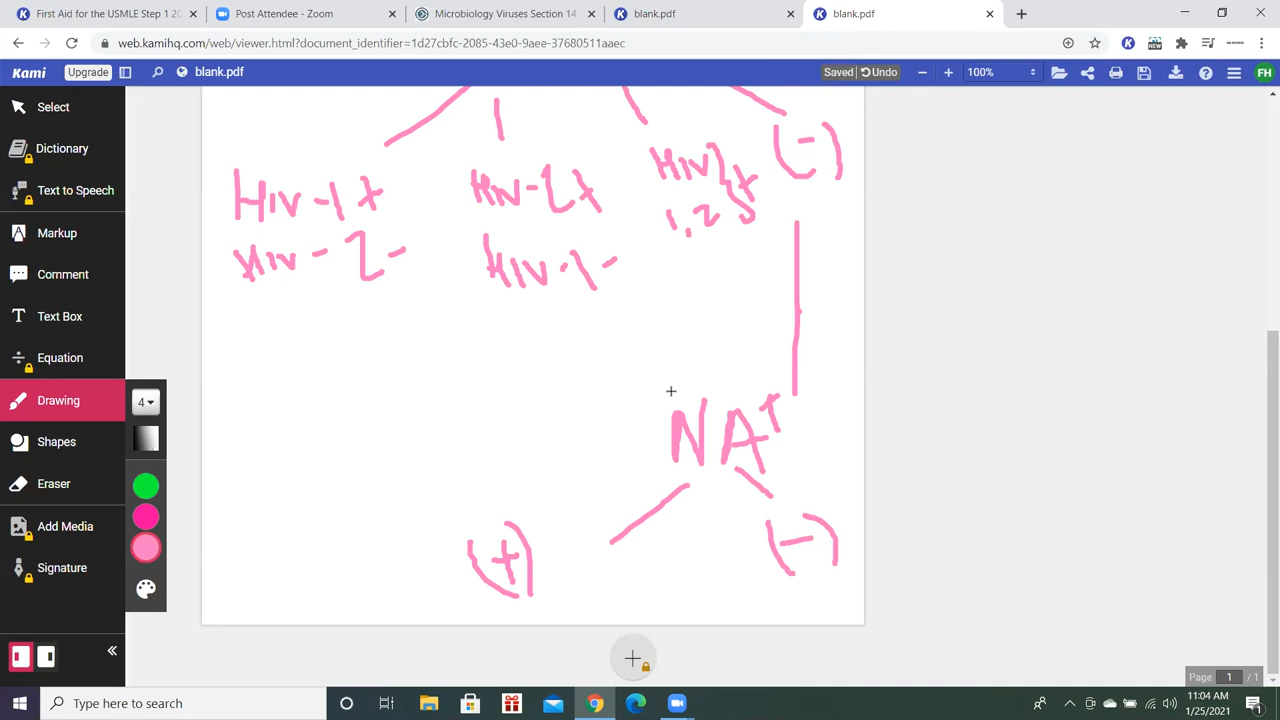 First Aid for the USMLE Step 1 20
Post Attendee - Zoom
Microbiology Viruses Section 14
blank.pdf
blank.pdf
web.kamihq.com/web/viewer.html?document_identifier=1d27cbfc-2085-43a0-9aee-37680511aaec
NEW
Kami
Upgrade
blank.pdf
Saved
Undo
100%
FH
Select
Dictionary
Text to Speech
Markup
Comment
Text Box
Equation
Drawing
Shapes
Eraser
Add Media
Signature
4
(-)
HIV-1 +
HIV-2 +
HIV } +
1,2
HIV-2 -
HIV-1 -
NAT
(+)
(-)
Page 1 / 1
Type here to search
11:04 AM
1/25/2021